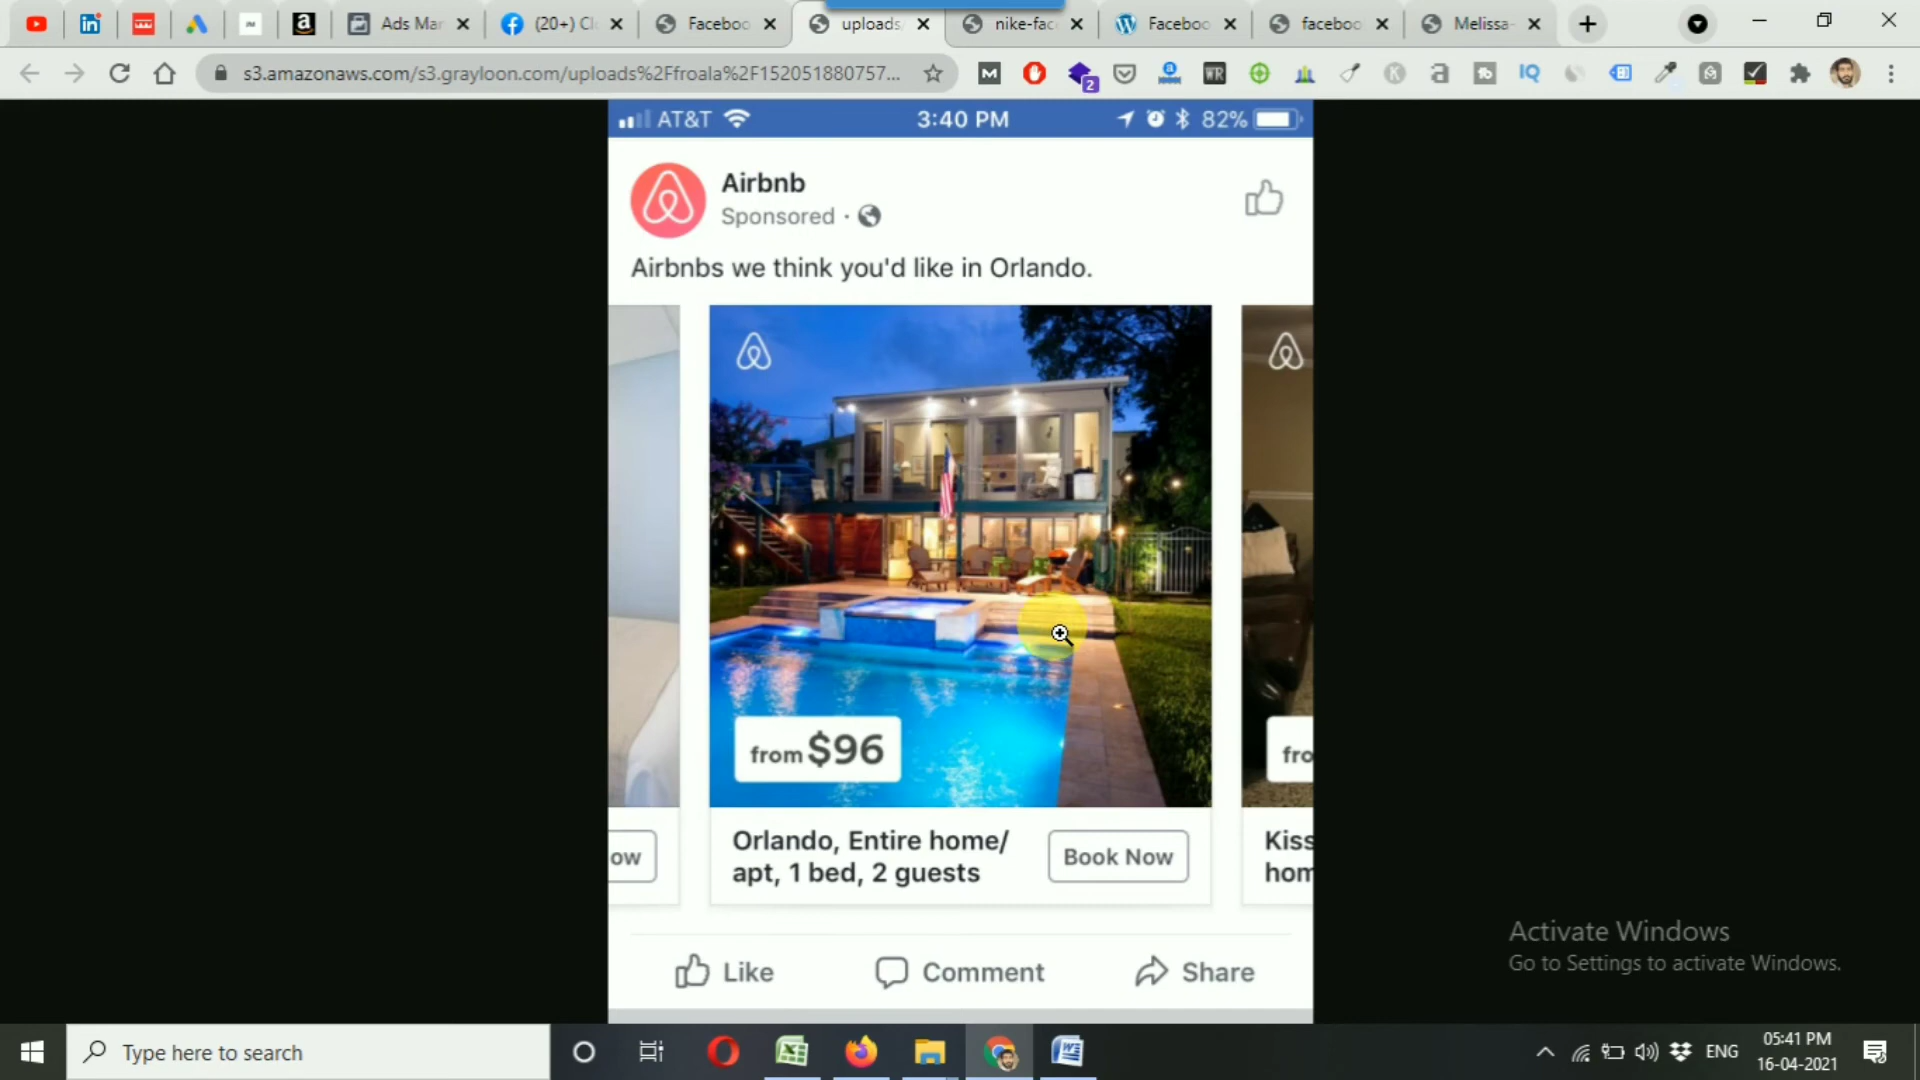 Ads Mar
(20+) Cl
Faceboo
uploads
nike-fac
Faceboo
faceboo
Melissa-
s3.amazonaws.com/s3.grayloon.com/uploads%2Ffroala%2F152051880757...
2
AT&T
3:40 PM
82%
Airbnb
Sponsored ·
Airbnbs we think you'd like in Orlando.
from $96
fro
ow
Orlando, Entire home/
apt, 1 bed, 2 guests
Book Now
Kiss
hom
Like
Comment
Share
Activate Windows
Go to Settings to activate Windows.
Type here to search
ENG
05:41 PM
16-04-2021